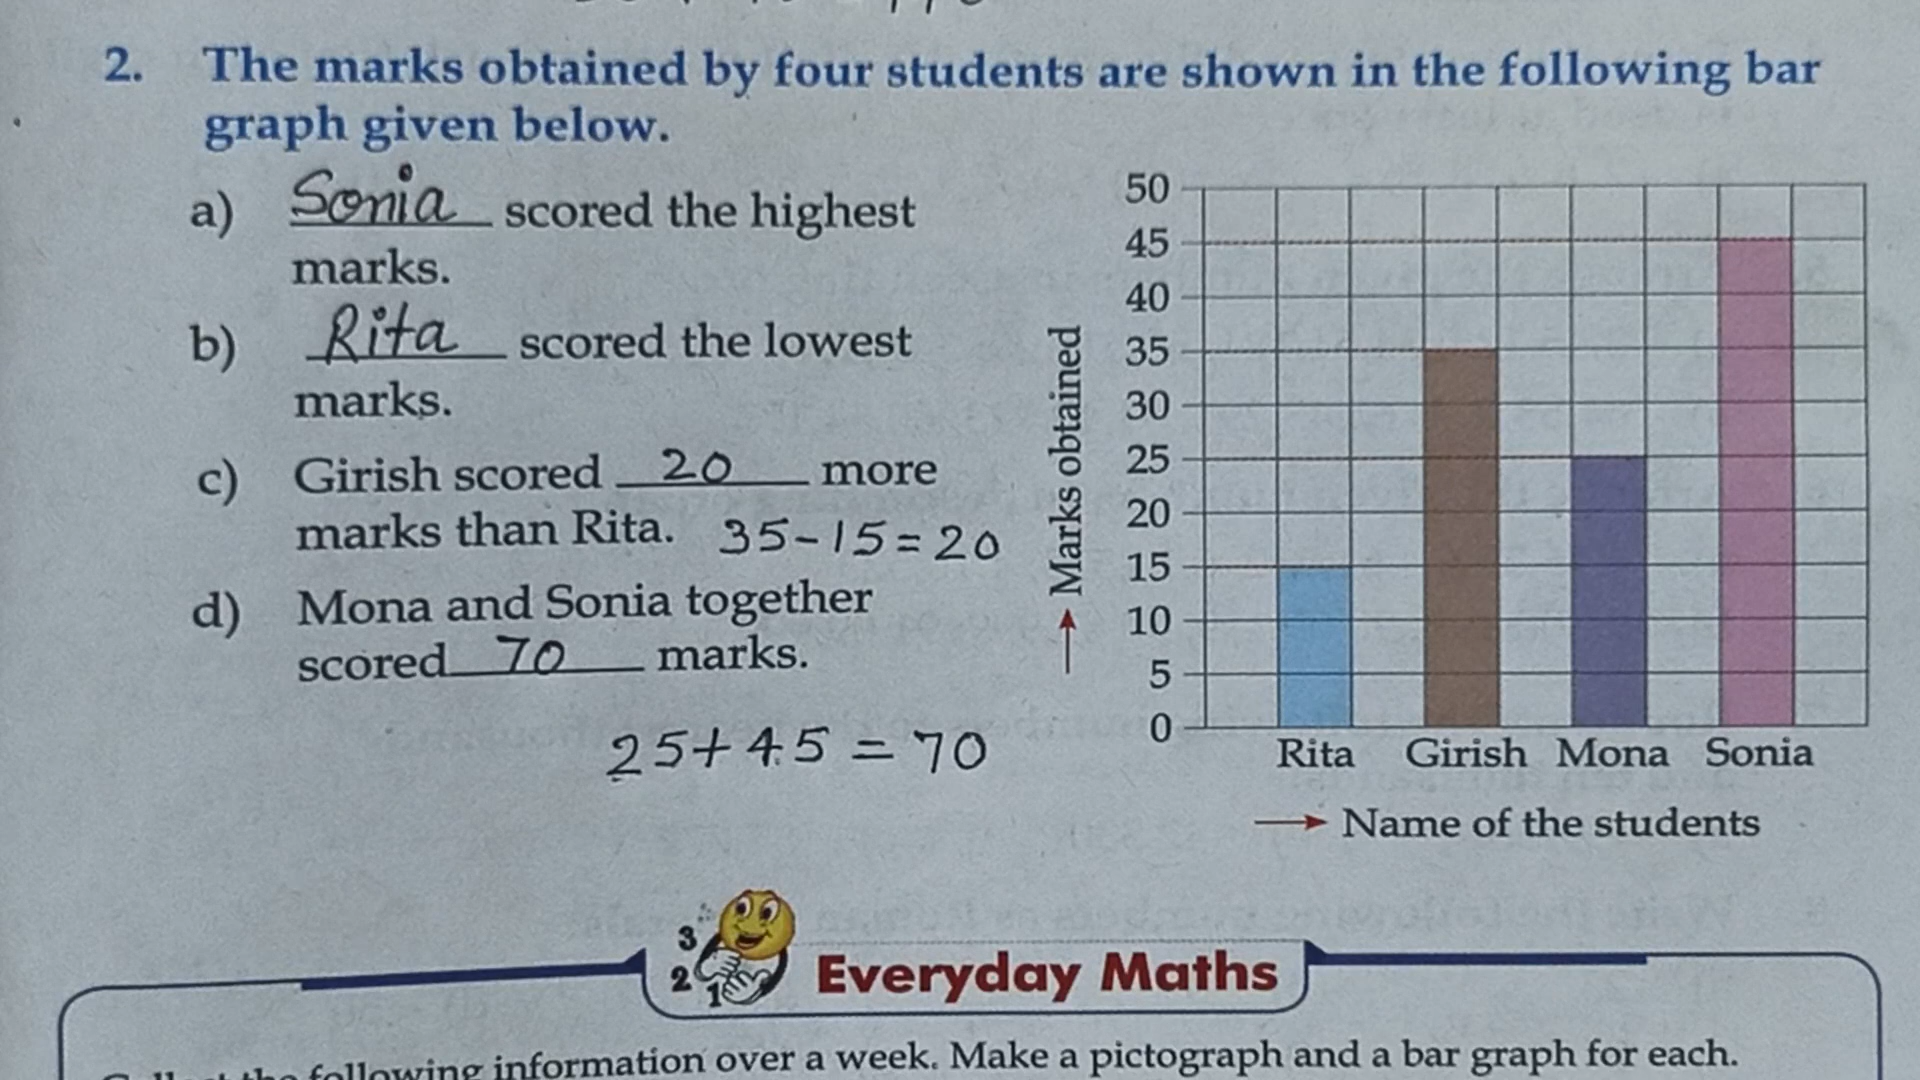 2. The marks obtained by four students are shown in the following bar
graph given below.
a) Sonia scored the highest
marks.
b) Rita scored the lowest
marks.
c) Girish scored 20 more
marks than Rita. 35-15=20
d) Mona and Sonia together
scored 70 marks.
25+45=70
50
45
40
35
30
25
20
15
10
5
0
Marks obtained
Rita Girish Mona Sonia
Name of the students
3
2
1
Everyday Maths
the following information over a week. Make a pictograph and a bar graph for each.